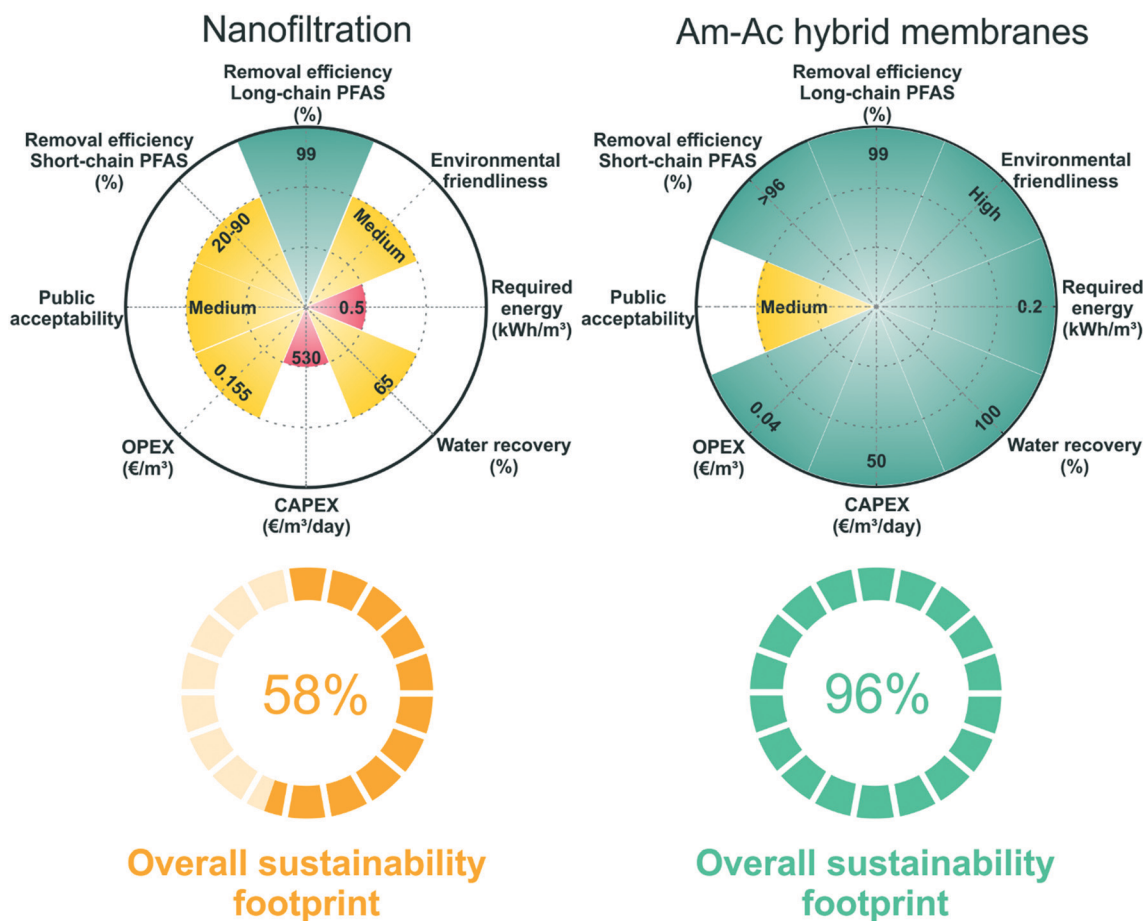 Nanofiltration
Removal efficiency
Long-chain PFAS
(%)
Removal efficiency
Short-chain PFAS
(%)
Environmental
friendliness
99
20-90
Medium
Public
acceptability
Medium
0.5
Required
energy
(kWh/m³)
530
0.155
65
OPEX
(€/m³)
Water recovery
(%)
CAPEX
(€/m³/day)
Am-Ac hybrid membranes
Removal efficiency
Long-chain PFAS
(%)
Removal efficiency
Short-chain PFAS
(%)
Environmental
friendliness
99
>96
High
Public
acceptability
Medium
0.2
Required
energy
(kWh/m³)
0.04
100
50
OPEX
(€/m³)
Water recovery
(%)
CAPEX
(€/m³/day)
58%
Overall sustainability
footprint
96%
Overall sustainability
footprint